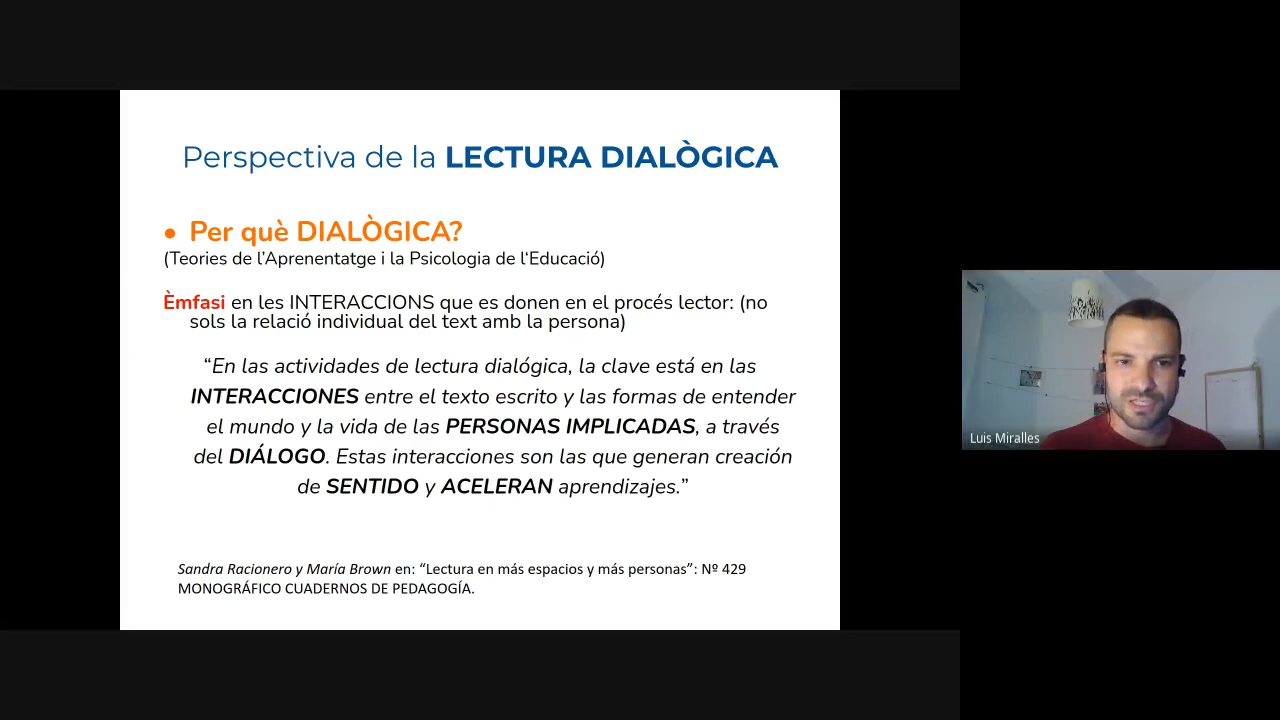 Perspectiva de la LECTURA DIALÒGICA
• Per què DIALÒGICA?
(Teories de l’Aprenentatge i la Psicologia de l‘Educació)
Èmfasi en les INTERACCIONS que es donen en el procés lector: (no
sols la relació individual del text amb la persona)
“En las actividades de lectura dialógica, la clave está en las
INTERACCIONES entre el texto escrito y las formas de entender
el mundo y la vida de las PERSONAS IMPLICADAS, a través
del DIÁLOGO. Estas interacciones son las que generan creación
de SENTIDO y ACELERAN aprendizajes.”
Sandra Racionero y María Brown en: “Lectura en más espacios y más personas”: Nº 429
MONOGRÁFICO CUADERNOS DE PEDAGOGÍA.
Luis Miralles